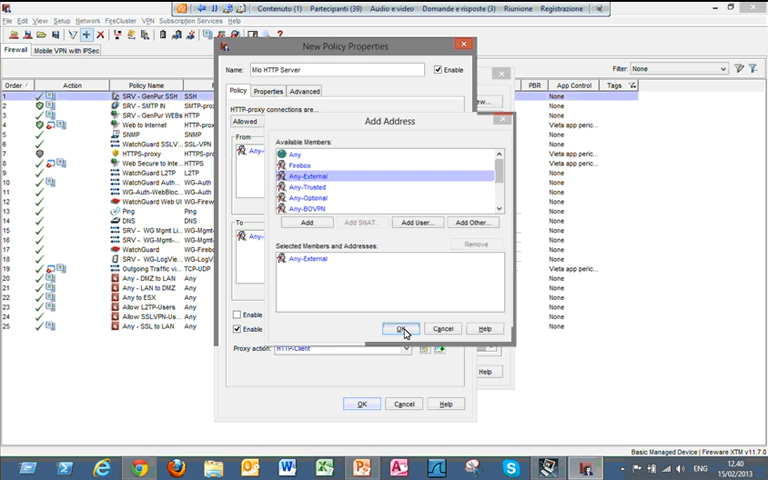 Contenuto (1) Partecipanti (39) Audio e video Domande e risposte (3) Riunione Registrazione
File Edit View Setup Network FireCluster VPN Subscription Services Help
Firewall Mobile VPN with IPSec
Filter: None
Order Action Policy Name PBR App Control Tags
1 SRV - GenPur SSH SSH None
2 SRV - SMTP IN SMTP-pro None
3 SRV - GenPur WEBs HTTP None
4 Web to Internet HTTP-pro Vieta app peric...
5 SNMP SNMP None
6 WatchGuard SSLV WG-SSLV None
7 HTTPS-proxy HTTPS-pr Vieta app peric...
8 Web Secure to Inte HTTPS-pr Vieta app peric...
9 WatchGuard L2TP L2TP None
10 WatchGuard Auth WG-Auth None
11 WG-Auth-WebBloc WG-Auth None
12 WatchGuard Web UI WG-Firew None
13 Ping Ping None
14 DNS DNS None
15 SRV - WG Mgmt Li WG-Mgmt None
16 SRV - WG-Mgmt WG-Mgmt None
17 WatchGuard WG-Firebo None
18 SRV - WG-LogVie WG-LogVi None
19 Outgoing Traffic vi TCP-UDP Vieta app peric...
20 Any - DMZ to LAN Any None
21 Any - LAN to DMZ Any None
22 Any to ESX Any None
23 Allow L2TP-Users Any None
24 Allow SSLVPN-Us Any None
25 Any - SSL to LAN Any None
New Policy Properties
Name: Mio HTTP Server Enable
Policy Properties Advanced
HTTP-proxy connections are...
Allowed
From
Any-
To
Any-
Enable
Enable
Proxy action: HTTP-Client
OK Cancel Help
Add Address
Available Members:
Any
Firebox
Any-External
Any-Trusted
Any-Optional
Any-BOVPN
Add Add SNAT... Add User... Add Other...
Selected Members and Addresses: Remove
Any-External
OK Cancel Help
Help
Basic Managed Device Fireware XTM v11.7.0
ENG
12.40
15/02/2013